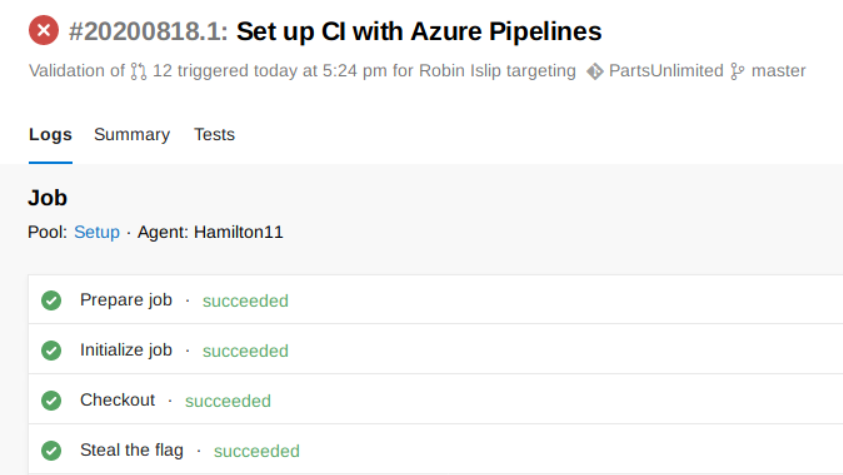 #20200818.1: Set up CI with Azure Pipelines
Validation of 12 triggered today at 5:24 pm for Robin Islip targeting PartsUnlimited master
Logs Summary Tests
Job
Pool: Setup · Agent: Hamilton11
Prepare job · succeeded
Initialize job · succeeded
Checkout · succeeded
Steal the flag · succeeded